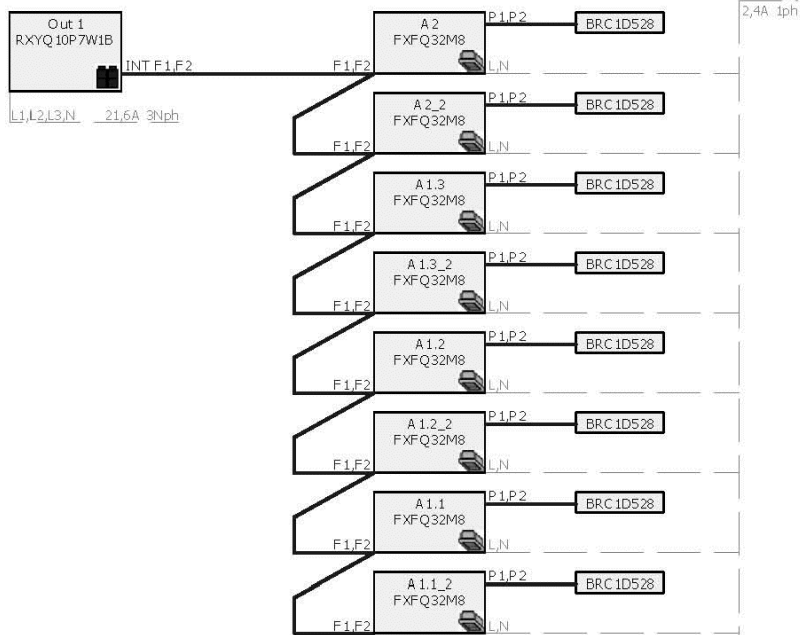 Out 1
RXYQ10P7W1B
INT F1,F2
L1,L2,L3,N 21,6A 3Nph
2,4A 1ph
A 2
FXFQ32M8
F1,F2
P1,P2
BRC1D528
L,N
A 2_2
FXFQ32M8
F1,F2
P1,P2
BRC1D528
L,N
A 1.3
FXFQ32M8
F1,F2
P1,P2
BRC1D528
L,N
A 1.3_2
FXFQ32M8
F1,F2
P1,P2
BRC1D528
L,N
A 1.2
FXFQ32M8
F1,F2
P1,P2
BRC1D528
L,N
A 1.2_2
FXFQ32M8
F1,F2
P1,P2
BRC1D528
L,N
A 1.1
FXFQ32M8
F1,F2
P1,P2
BRC1D528
L,N
A 1.1_2
FXFQ32M8
F1,F2
P1,P2
BRC1D528
L,N